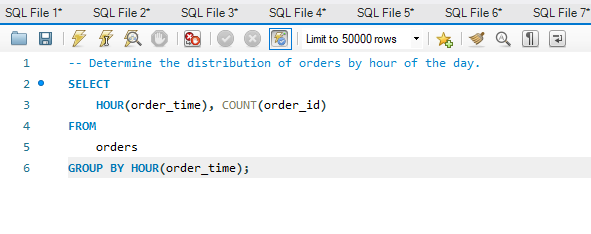 SQL File 1* SQL File 2* SQL File 3* SQL File 4* SQL File 5* SQL File 6* SQL File 7*
Limit to 50000 rows
1 -- Determine the distribution of orders by hour of the day.
2 SELECT
3 HOUR(order_time), COUNT(order_id)
4 FROM
5 orders
6 GROUP BY HOUR(order_time);